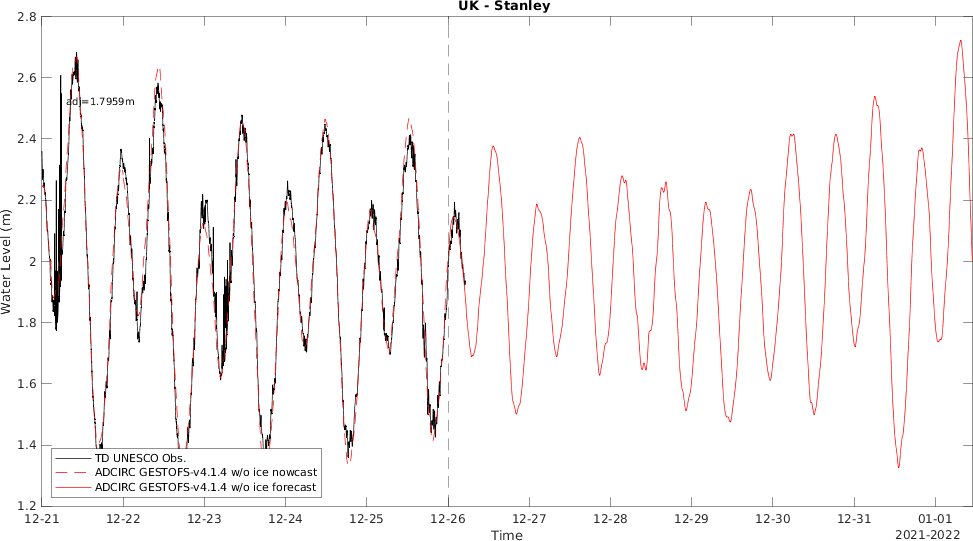 UK - Stanley
2.8
2.6
2.4
2.2
2
1.8
1.6
1.4
1.2
Water Level (m)
adj=1.7959m
TD UNESCO Obs.
ADCIRC GESTOFS-v4.1.4 w/o ice nowcast
ADCIRC GESTOFS-v4.1.4 w/o ice forecast
12-21 12-22 12-23 12-24 12-25 12-26 12-27 12-28 12-29 12-30 12-31 01-01
2021-2022
Time